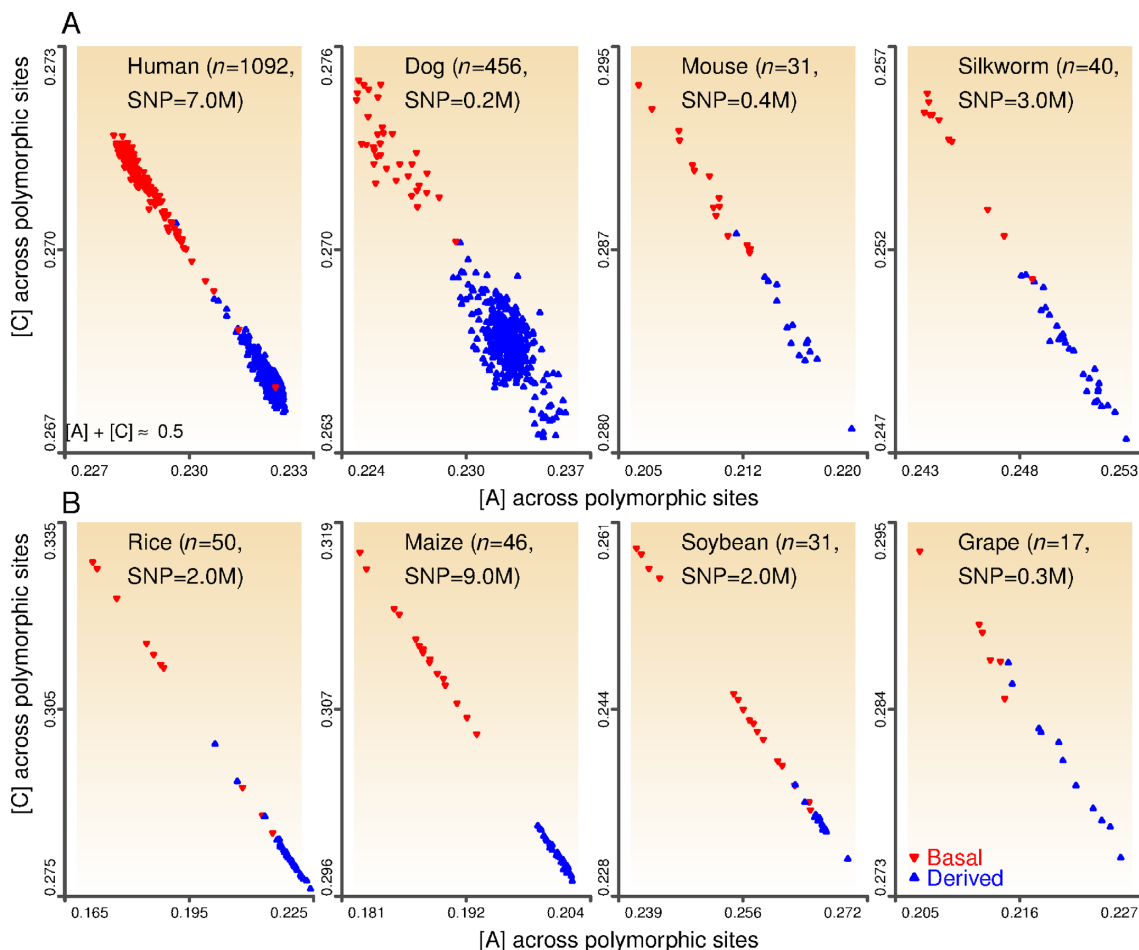 A
[C] across polymorphic sites
0.273
0.270
0.267
Human (n=1092,
SNP=7.0M)
[A] + [C] ≈ 0.5
0.227 0.230 0.233
0.276
0.270
0.263
Dog (n=456,
SNP=0.2M)
0.224 0.230 0.237
0.295
0.287
0.280
Mouse (n=31,
SNP=0.4M)
0.205 0.212 0.220
0.257
0.252
0.247
Silkworm (n=40,
SNP=3.0M)
0.243 0.248 0.253
[A] across polymorphic sites
B
[C] across polymorphic sites
0.335
0.305
0.275
Rice (n=50,
SNP=2.0M)
0.165 0.195 0.225
0.319
0.307
0.296
Maize (n=46,
SNP=9.0M)
0.181 0.192 0.204
0.261
0.244
0.228
Soybean (n=31,
SNP=2.0M)
0.239 0.256 0.272
0.295
0.284
0.273
Grape (n=17,
SNP=0.3M)
Basal
Derived
0.205 0.216 0.227
[A] across polymorphic sites